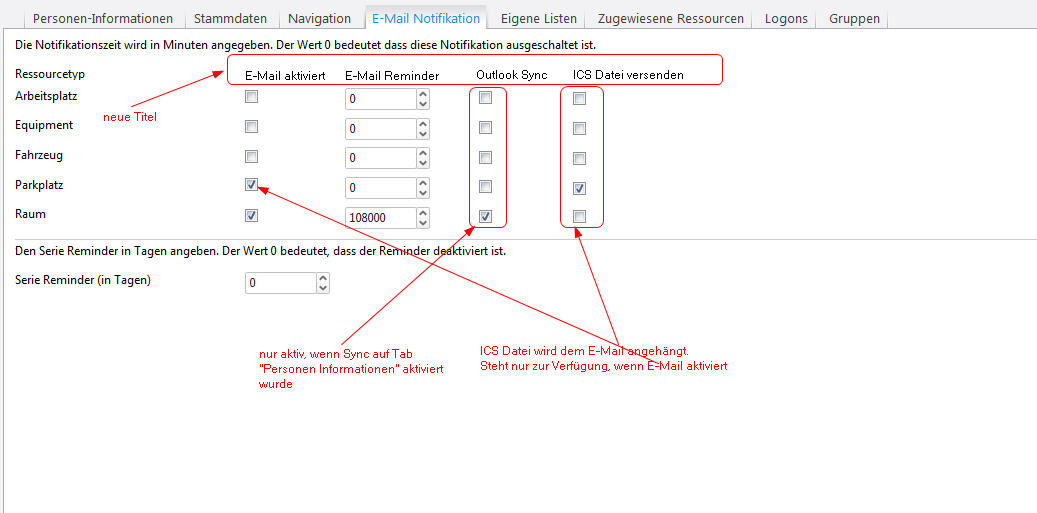 Personen-Informationen Stammdaten Navigation E-Mail Notifikation Eigene Listen Zugewiesene Ressourcen Logons Gruppen
Die Notifikationszeit wird in Minuten angegeben. Der Wert 0 bedeutet dass diese Notifikation ausgeschaltet ist.
Ressourcetyp E-Mail aktiviert E-Mail Reminder Outlook Sync ICS Datei versenden
Arbeitsplatz 0
neue Titel
Equipment 0
Fahrzeug 0
Parkplatz 0
Raum 108000
Den Serie Reminder in Tagen angeben. Der Wert 0 bedeutet, dass der Reminder deaktiviert ist.
Serie Reminder (in Tagen) 0
nur aktiv, wenn Sync auf Tab
"Personen Informationen" aktiviert
wurde
ICS Datei wird dem E-Mail angehängt.
Steht nur zur Verfügung, wenn E-Mail aktiviert